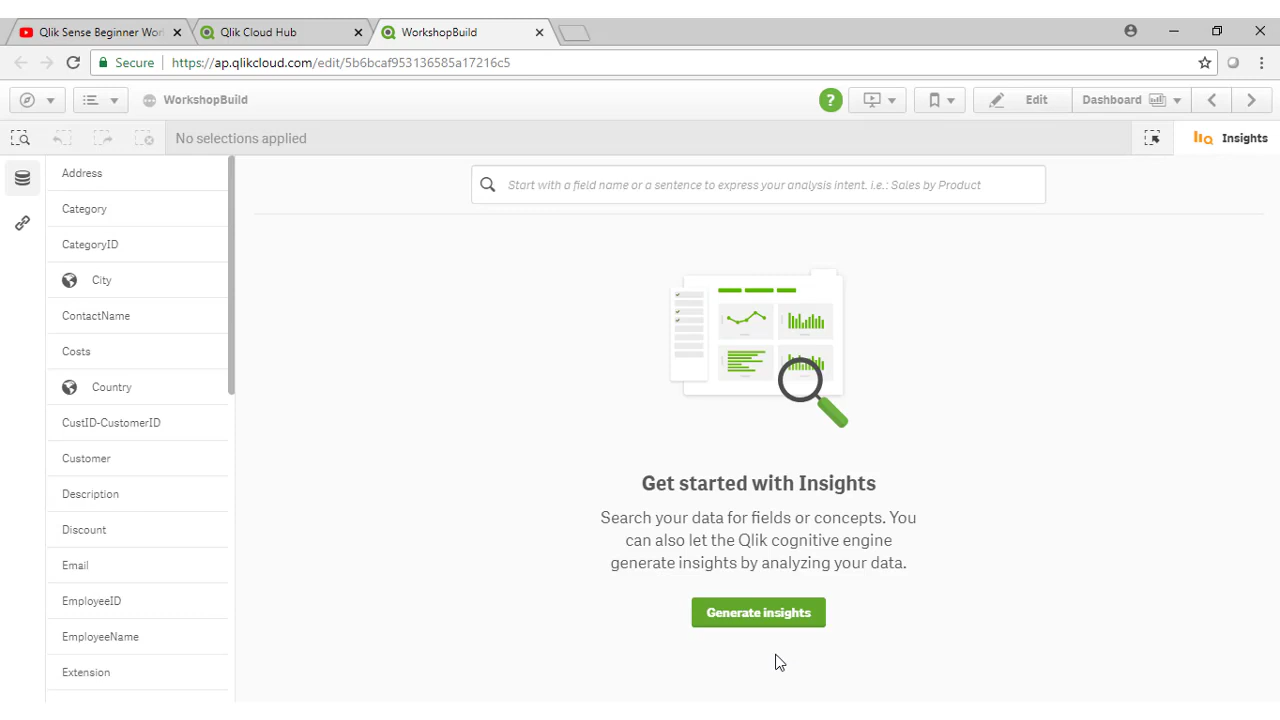 Qlik Sense Beginner Wor
Qlik Cloud Hub
WorkshopBuild
Secure
https://ap.qlikcloud.com/edit/5b6bcaf953136585a17216c5
WorkshopBuild
?
Edit
Dashboard
No selections applied
Insights
Address
Category
CategoryID
City
ContactName
Costs
Country
CustID-CustomerID
Customer
Description
Discount
Email
EmployeeID
EmployeeName
Extension
Start with a field name or a sentence to express your analysis intent. i.e.: Sales by Product
Get started with Insights
Search your data for fields or concepts. You
can also let the Qlik cognitive engine
generate insights by analyzing your data.
Generate insights